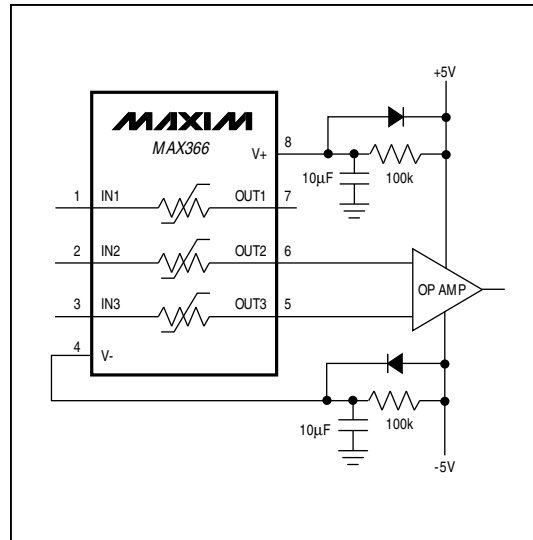 +5V
MAXIM
MAX366
V+
8
10µF
100k
1
IN1
OUT1
7
2
IN2
OUT2
6
OP AMP
3
IN3
OUT3
5
4
V-
10µF
100k
-5V